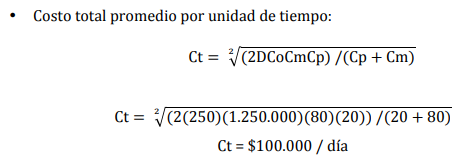 • Costo total promedio por unidad de tiempo:
Ct = ²√(2DCoCmCp) /(Cp + Cm)
Ct = ²√(2(250)(1.250.000)(80)(20)) /(20 + 80)
Ct = $100.000 / día